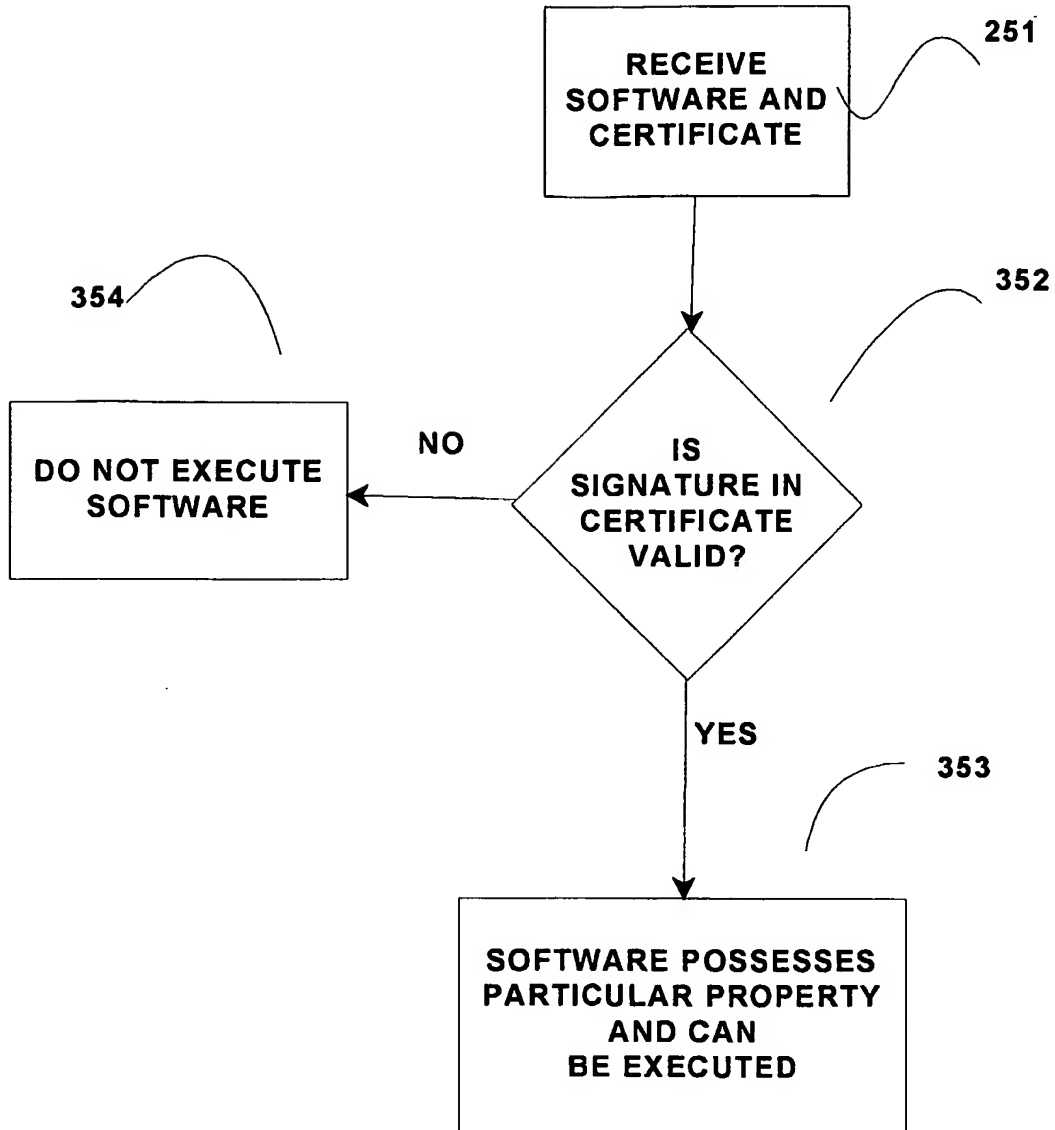 251
RECEIVE
SOFTWARE AND
CERTIFICATE
354
352
DO NOT EXECUTE
SOFTWARE
NO
IS
SIGNATURE IN
CERTIFICATE
VALID?
YES
353
SOFTWARE POSSESSES
PARTICULAR PROPERTY
AND CAN
BE EXECUTED